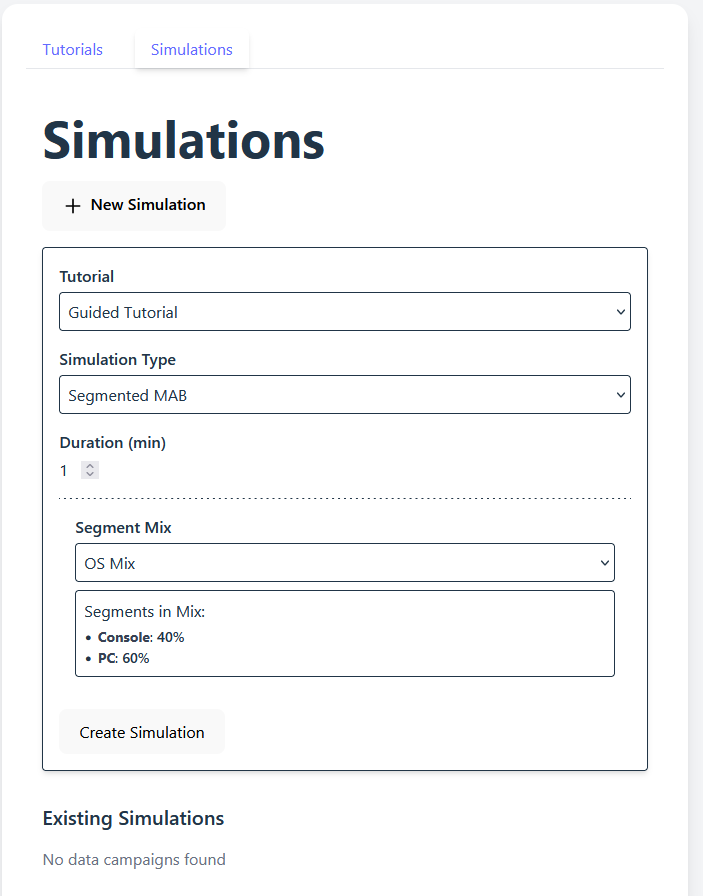 Tutorials Simulations
Simulations
New Simulation
Tutorial
Guided Tutorial
Simulation Type
Segmented MAB
Duration (min)
1
Segment Mix
OS Mix
Segments in Mix:
• Console: 40%
• PC: 60%
Create Simulation
Existing Simulations
No data campaigns found